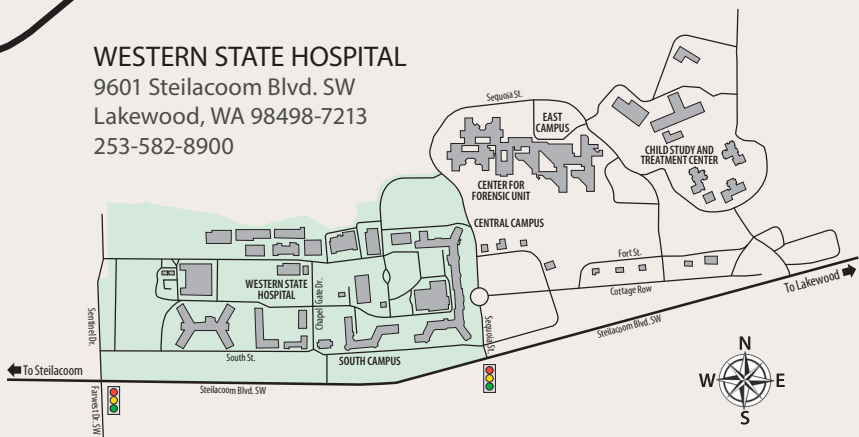 WESTERN STATE HOSPITAL
9601 Steilacoom Blvd. SW
Lakewood, WA 98498-7213
253-582-8900
Sequoia St.
EAST
CAMPUS
CHILD STUDY AND
TREATMENT CENTER
CENTER FOR
FORENSIC UNIT
CENTRAL CAMPUS
Fort St.
Cottage Row
To Lakewood
Steilacoom Blvd. SW
WESTERN STATE
HOSPITAL
Chapel Gate Dr.
Sentinel Dr.
Sequoia St.
South St.
SOUTH CAMPUS
To Steilacoom
Steilacoom Blvd. SW
Farwest Dr. SW
N
W
E
S